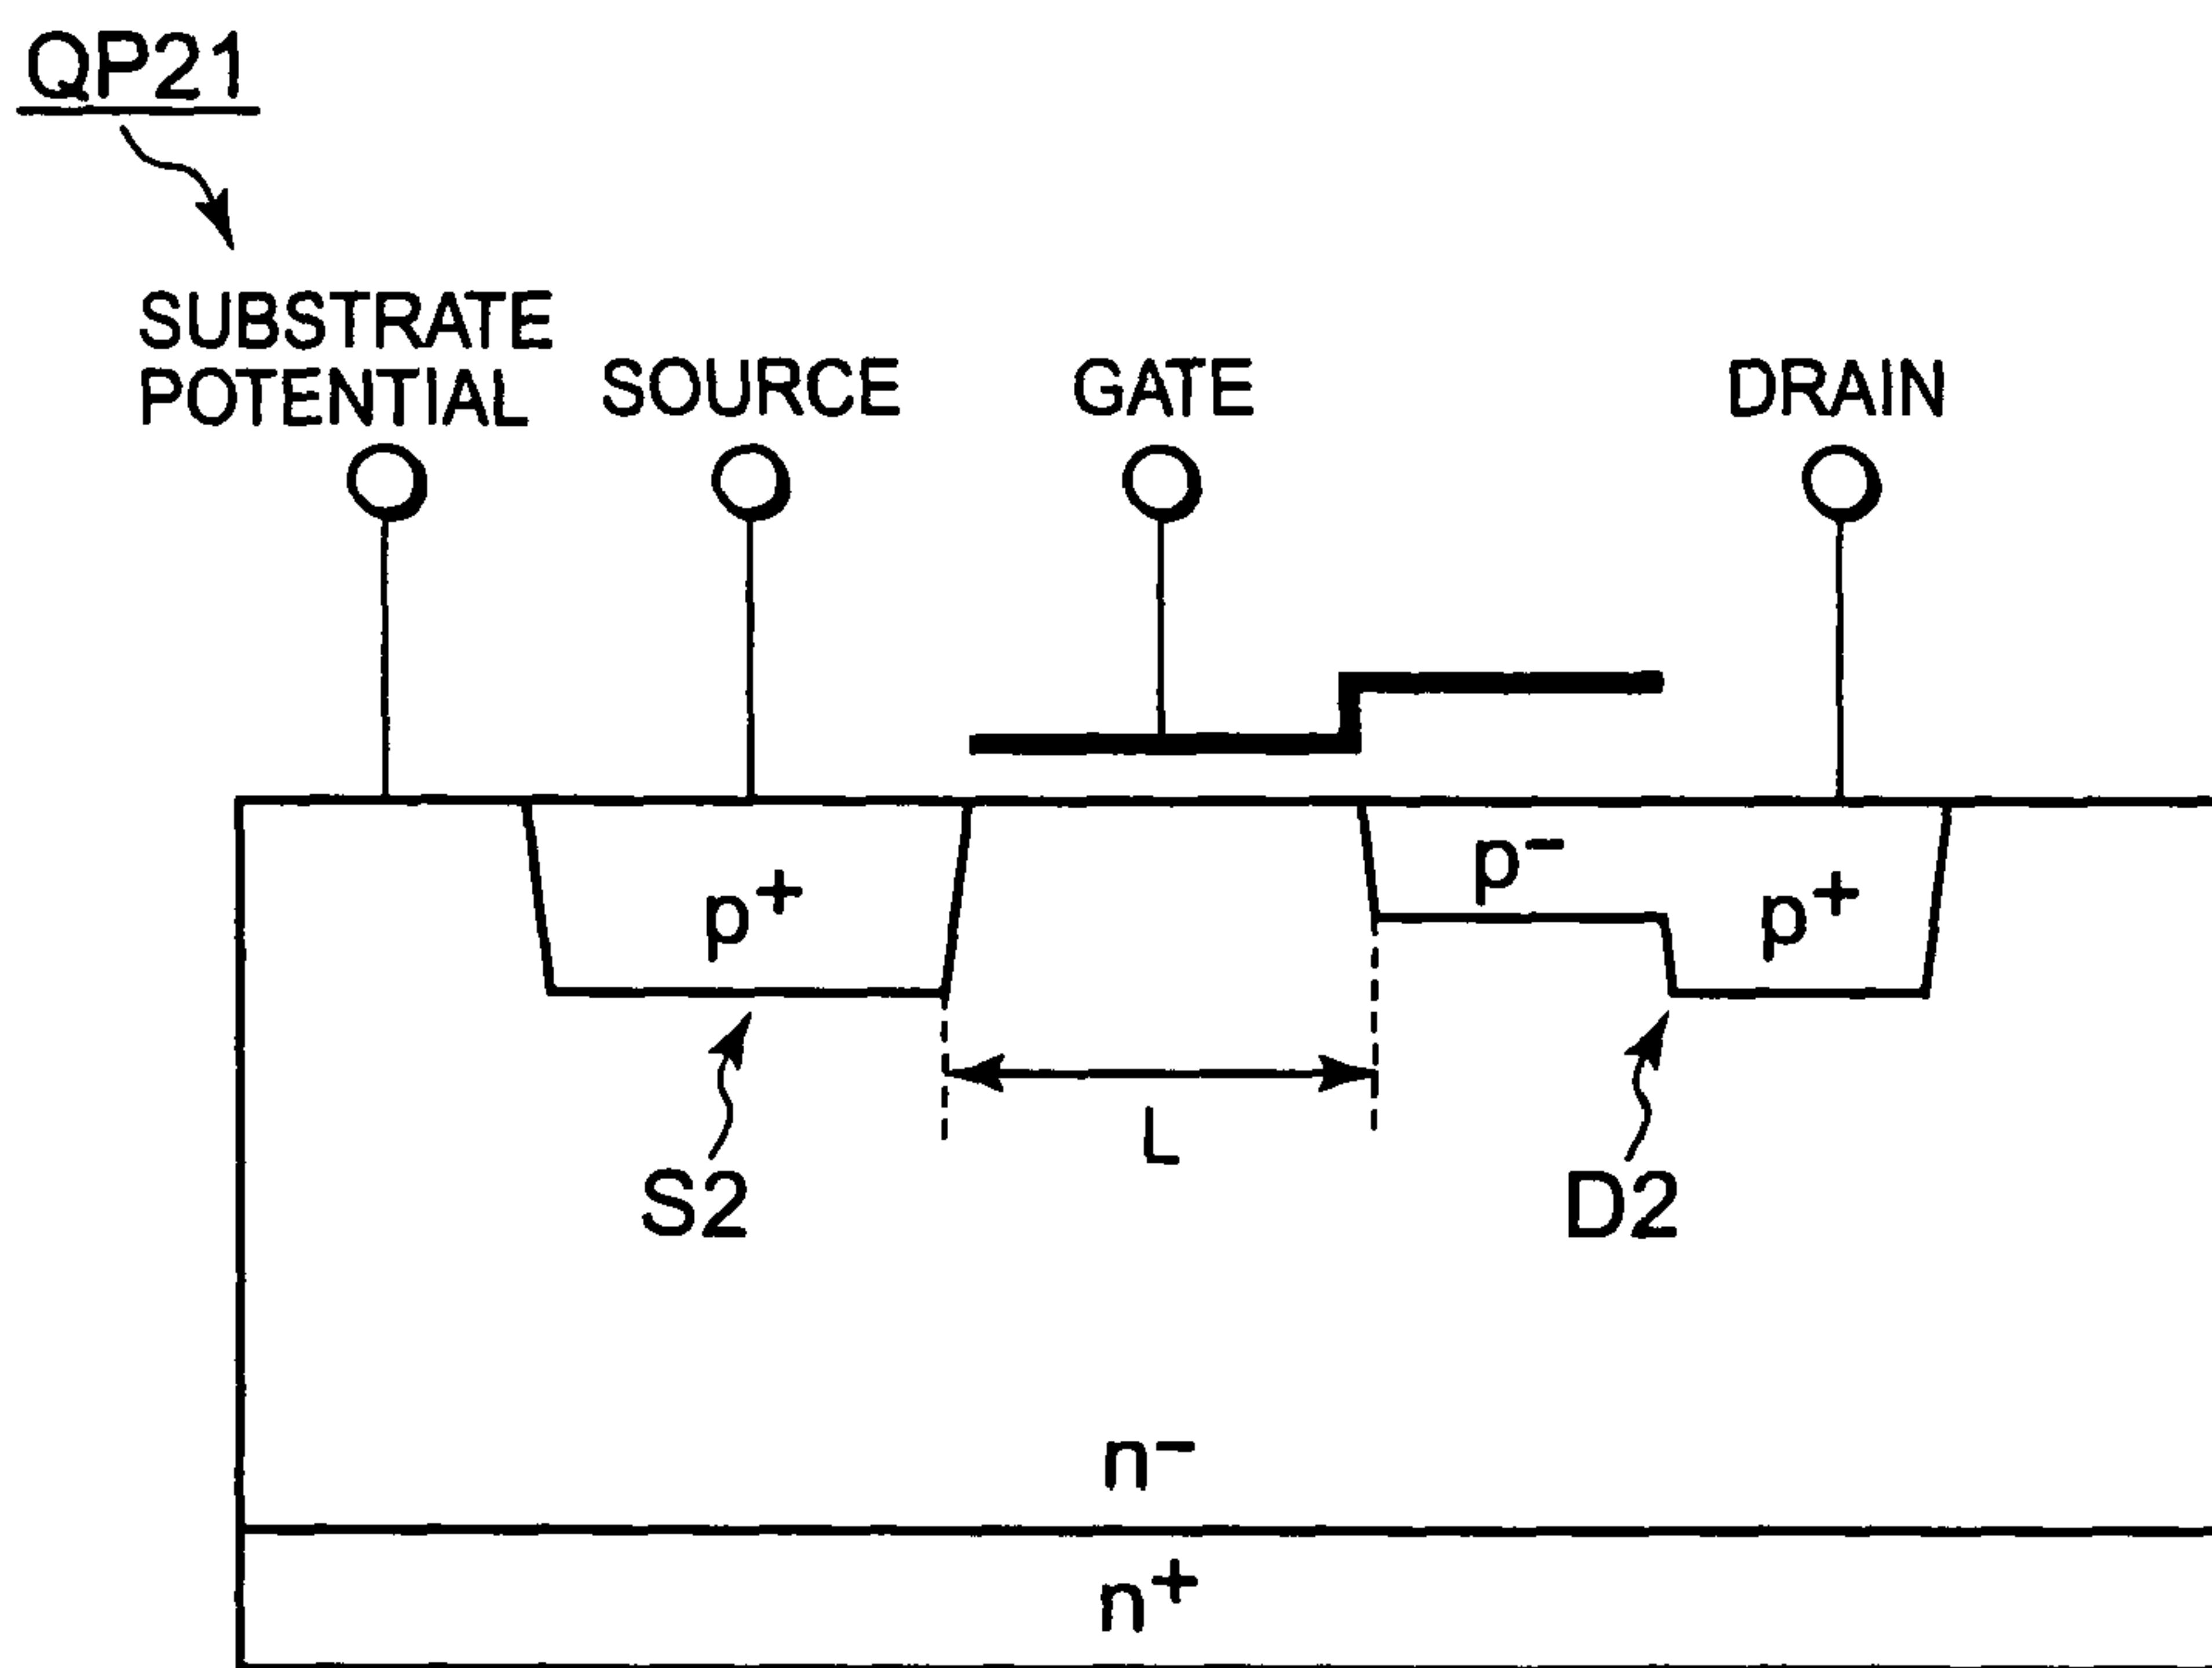 QP21
SUBSTRATE
POTENTIAL
SOURCE
GATE
DRAIN
p+
p−
p+
L
S2
D2
n−
n+